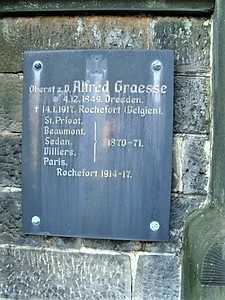 Oberst z. D. Alfred Graesse
✻ 4.12.1849. Dresden,
† 14.1.1917. Rochefort (Belgien).
St. Privat,
Beaumont,
Sedan,
Villiers,
Paris,
1870-71.
Rochefort 1914-17.